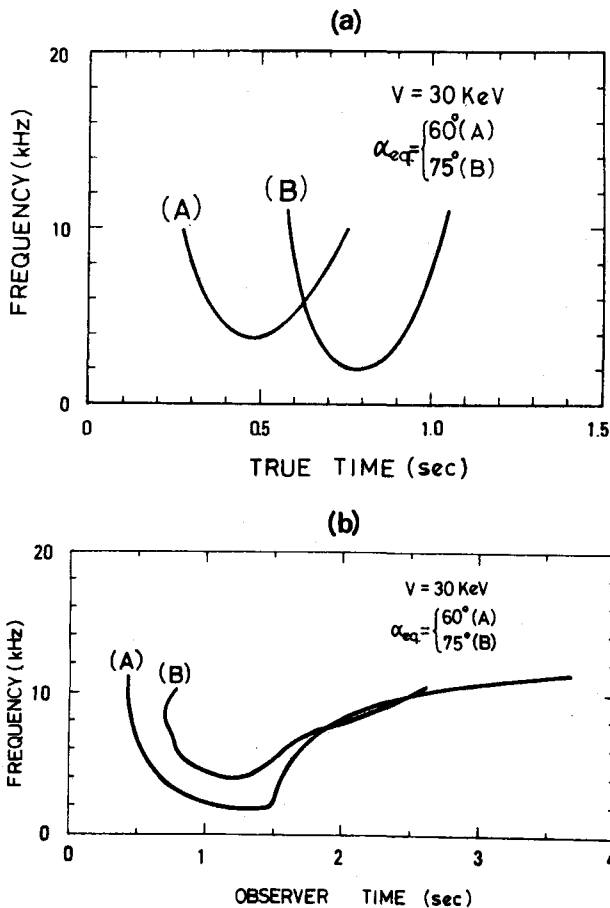 (a)
20
10
0
FREQUENCY (kHz)
V = 30 KeV
αeq= { 60° (A)
75° (B)
(A)
(B)
0 0.5 1.0 1.5
TRUE TIME (sec)
(b)
20
10
0
FREQUENCY (kHz)
V = 30 KeV
αeq= { 60° (A)
75° (B)
(A)
(B)
0 1 2 3 4
OBSERVER TIME (sec)